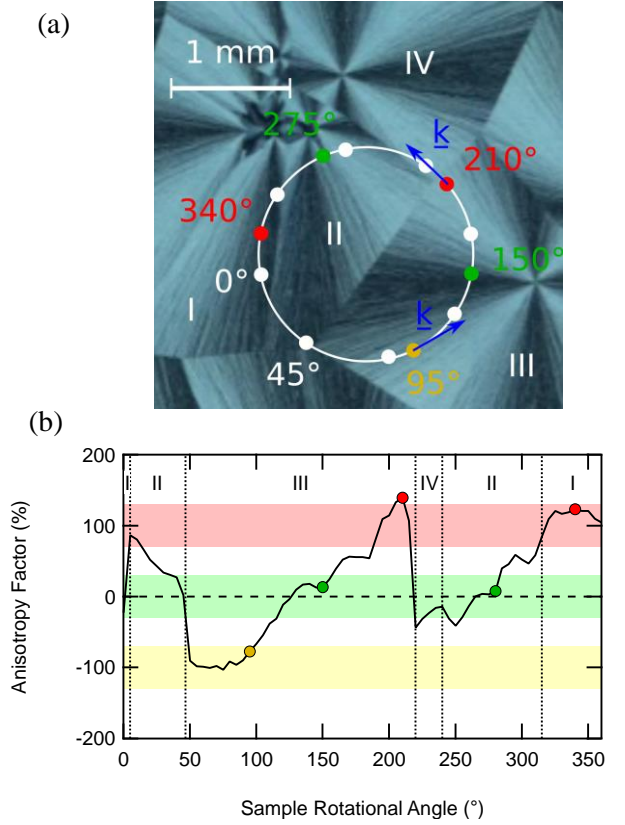 (a)
1 mm
IV
275°
k
210°
340°
II
150°
0°
I
k
45°
95°
III
(b)
200
100
0
-100
-200
I
II
III
IV
II
I
Anisotropy Factor (%)
0
50
100
150
200
250
300
350
Sample Rotational Angle (°)